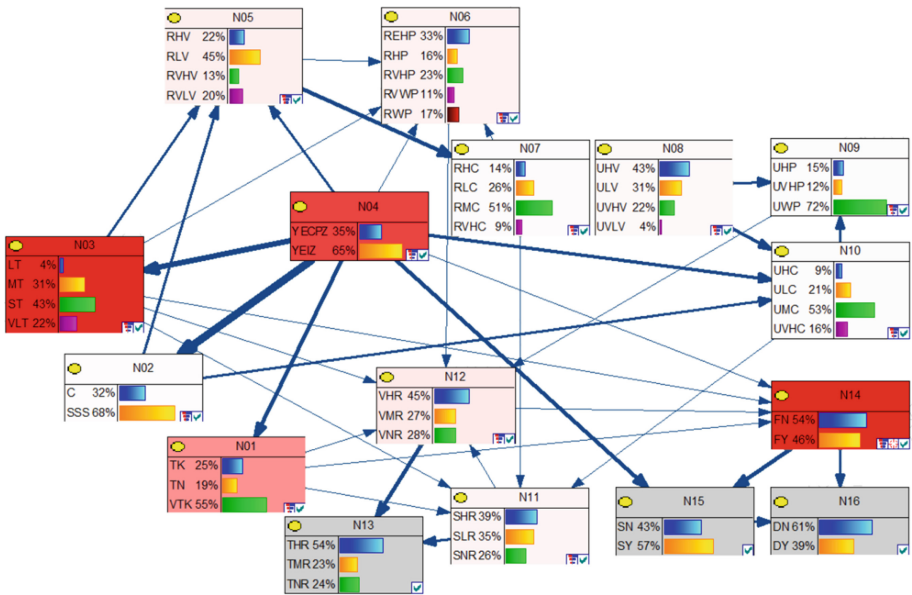 N05
RHV 22%
RLV 45%
RVHV 13%
RVLV 20%
N06
REHP 33%
RHP 16%
RVHP 23%
RVWP 11%
RWP 17%
N07
RHC 14%
RLC 26%
RMC 51%
RVHC 9%
N08
UHV 43%
ULV 31%
UVHV 22%
UVLV 4%
N09
UHP 15%
UVHP 12%
UWP 72%
N04
YECPZ 35%
YEIZ 65%
N03
LT 4%
MT 31%
ST 43%
VLT 22%
N10
UHC 9%
ULC 21%
UMC 53%
UVHC 16%
N02
C 32%
SSS 68%
N12
VHR 45%
VMR 27%
VNR 28%
N14
FN 54%
FY 46%
N01
TK 25%
TN 19%
VTK 55%
N11
SHR 39%
SLR 35%
SNR 26%
N13
THR 54%
TMR 23%
TNR 24%
N15
SN 43%
SY 57%
N16
DN 61%
DY 39%